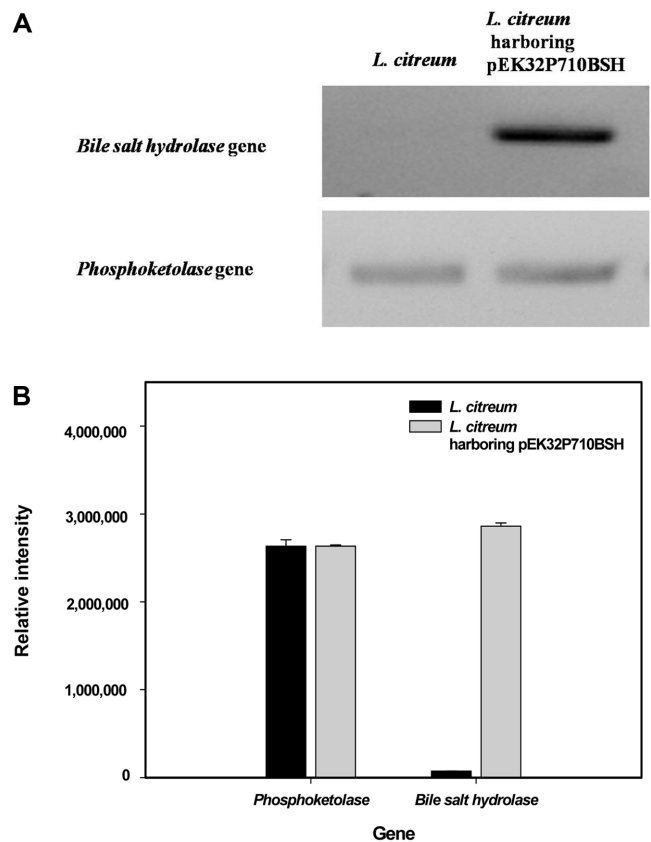 A
L. citreum
L. citreum
harboring
pEK32P710BSH
Bile salt hydrolase gene
Phosphoketolase gene
B
L. citreum
L. citreum
harboring pEK32P710BSH
Relative intensity
4,000,000
3,000,000
2,000,000
1,000,000
0
Phosphoketolase
Bile salt hydrolase
Gene